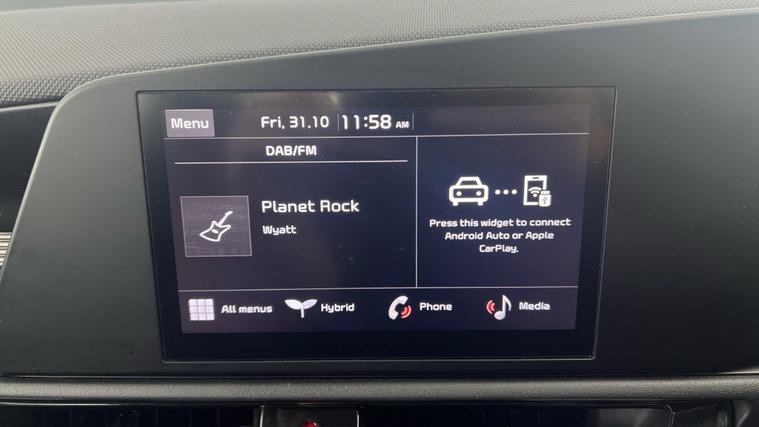 Menu Fri, 31.10 11:58 AM
DAB/FM
Planet Rock
Wyatt
Press this widget to connect
Android Auto or Apple
CarPlay.
All menus Hybrid Phone Media